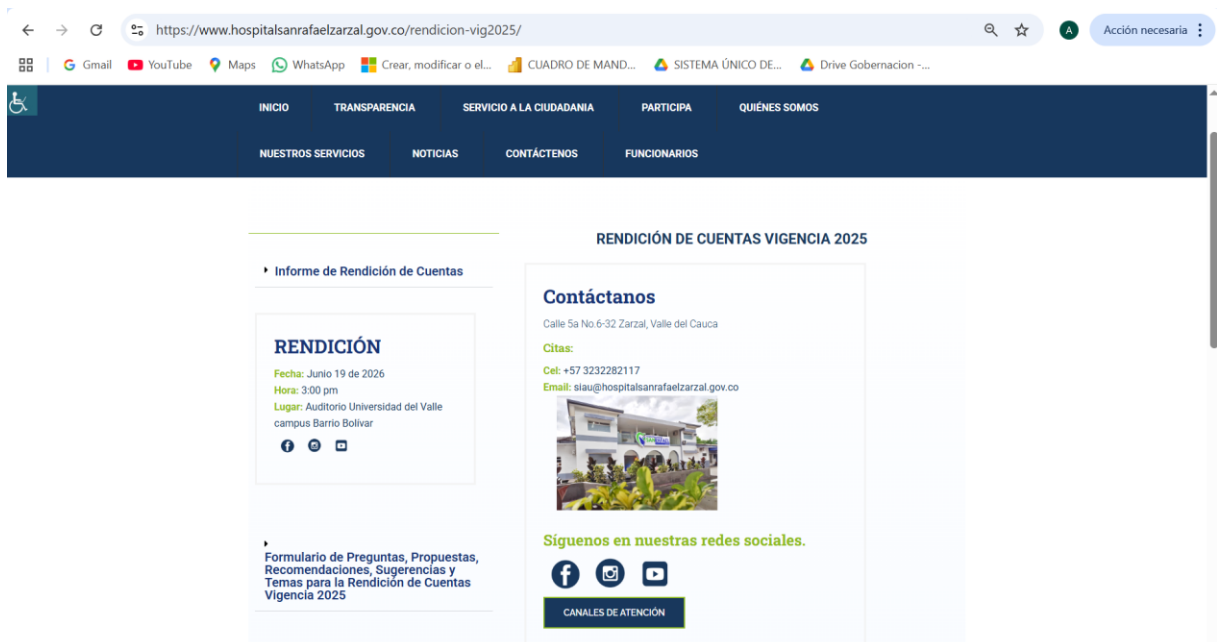 https://www.hospitalsanrafaelzarzal.gov.co/rendicion-vig2025/
A
Acción necesaria
Gmail
YouTube
Maps
WhatsApp
Crear, modificar o el...
CUADRO DE MAND...
SISTEMA ÚNICO DE...
Drive Gobernacion -...
INICIO
TRANSPARENCIA
SERVICIO A LA CIUDADANIA
PARTICIPA
QUIÉNES SOMOS
NUESTROS SERVICIOS
NOTICIAS
CONTÁCTENOS
FUNCIONARIOS
Informe de Rendición de Cuentas
RENDICIÓN
Fecha: Junio 19 de 2026
Hora: 3:00 pm
Lugar: Auditorio Universidad del Valle
campus Barrio Bolivar
Formulario de Preguntas, Propuestas,
Recomendaciones, Sugerencias y
Temas para la Rendición de Cuentas
Vigencia 2025
RENDICIÓN DE CUENTAS VIGENCIA 2025
Contáctanos
Calle 5a No.6-32 Zarzal, Valle del Cauca
Citas:
Cel: +57 3232282117
Email: siau@hospitalsanrafaelzarzal.gov.co
Síguenos en nuestras redes sociales.
CANALES DE ATENCIÓN